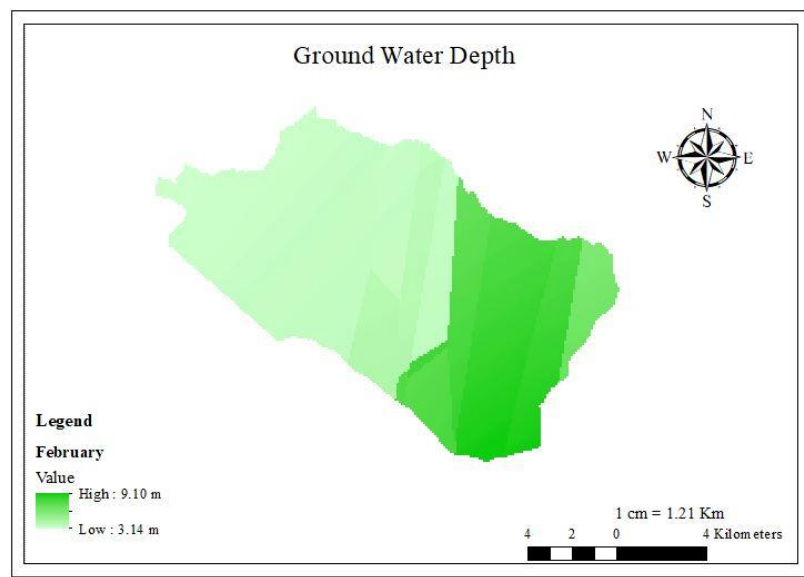 Ground Water Depth
N
W E
S
Legend
February
Value
High : 9.10 m
Low : 3.14 m
1 cm = 1.21 Km
4 2 0 4 Kilometers